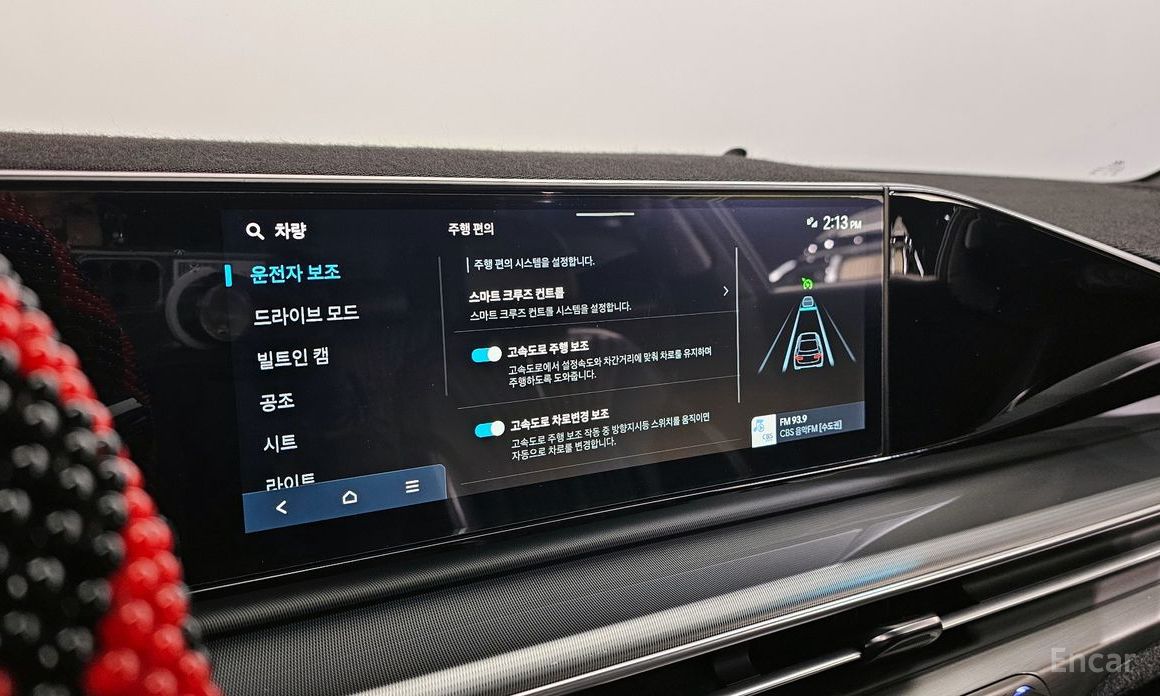 차량
운전자 보조
드라이브 모드
빌트인 캠
공조
시트
라이트
주행 편의
주행 편의 시스템을 설정합니다.
스마트 크루즈 컨트롤
스마트 크루즈 컨트롤 시스템을 설정합니다.
고속도로 주행 보조
고속도로에서 설정속도와 차간거리에 맞춰 차로를 유지하며
주행하도록 도와줍니다.
고속도로 차로변경 보조
고속도로 주행 보조 작동 중 방향지시등 스위치를 움직이면
자동으로 차로를 변경합니다.
2:13 PM
CBS
FM 93.9
CBS 음악FM [수도권]
Encar